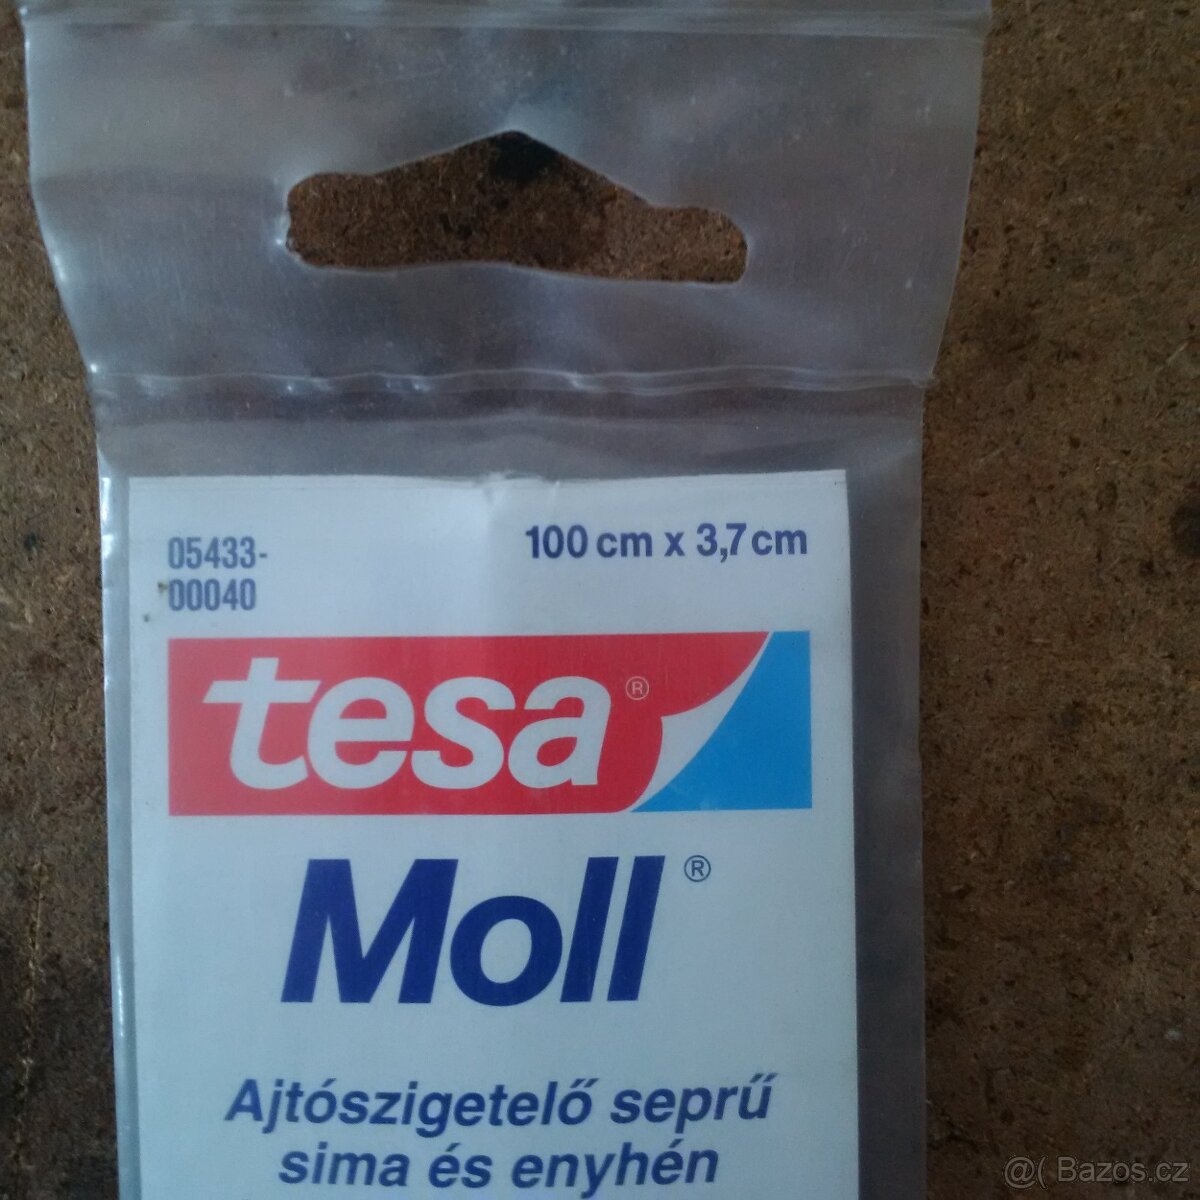 05433-
00040
100 cm x 3,7 cm
tesa®
Moll®
Ajtószigetelő seprű
sima és enyhén
@( Bazos.cz